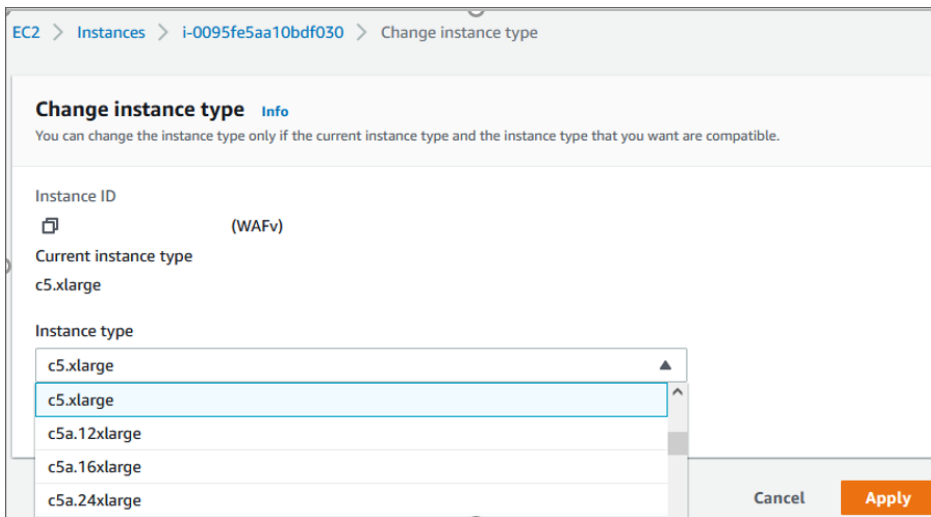 EC2 > Instances > i-0095fe5aa10bdf030 > Change instance type
Change instance type Info
You can change the instance type only if the current instance type and the instance type that you want are compatible.
Instance ID
(WAFv)
Current instance type
c5.xlarge
Instance type
c5.xlarge
c5.xlarge
c5a.12xlarge
c5a.16xlarge
c5a.24xlarge
Cancel Apply